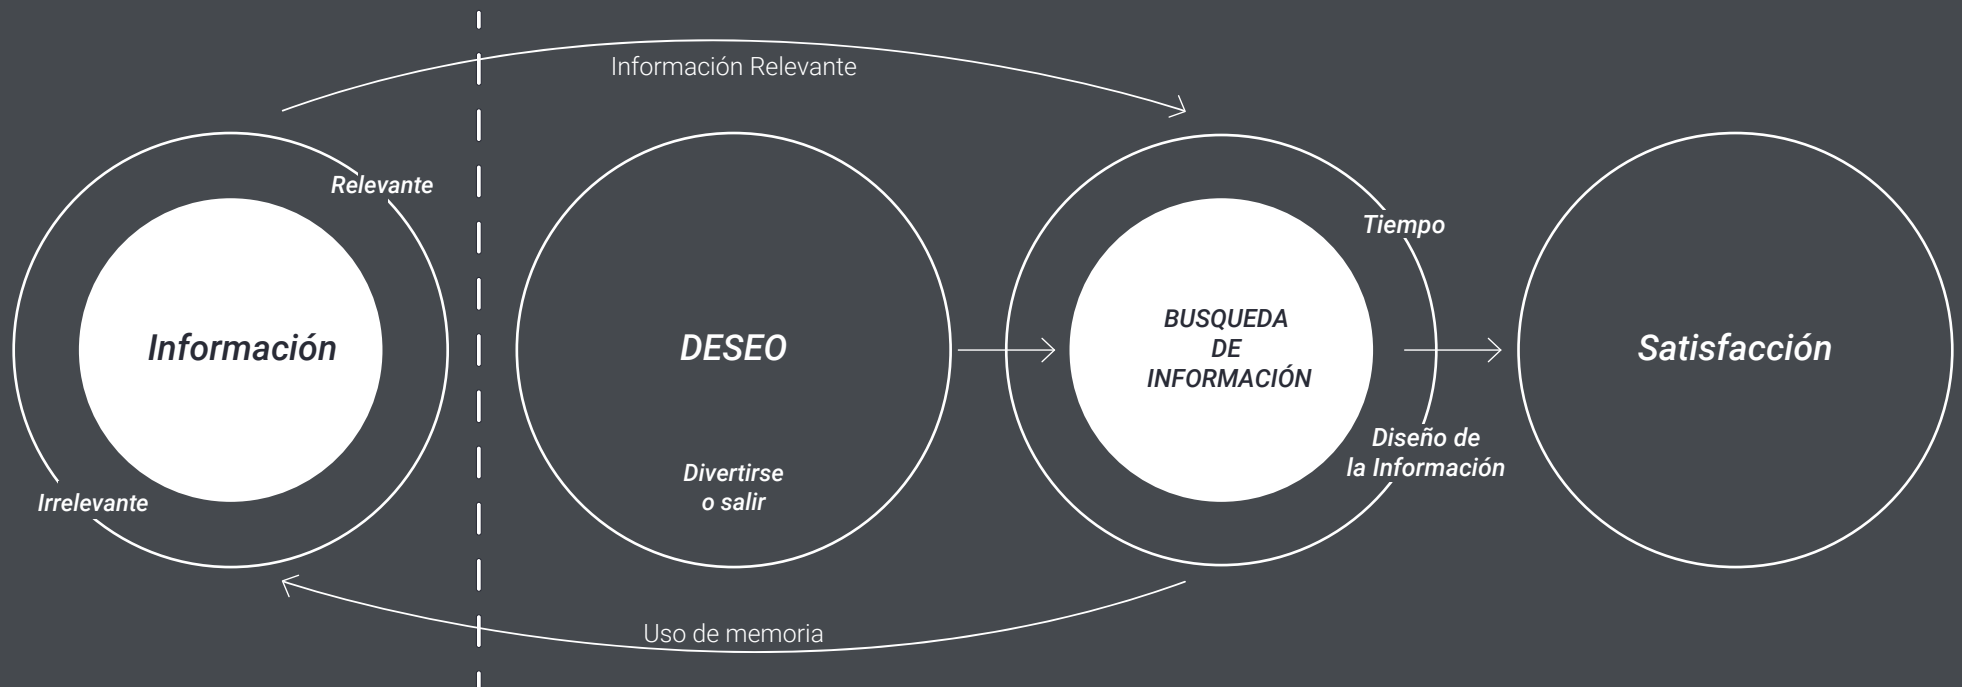 Información Relevante
Relevante
Información
Irrelevante
DESEO
Divertirse
o salir
Tiempo
BUSQUEDA
DE
INFORMACIÓN
Diseño de
la Información
Satisfacción
Uso de memoria